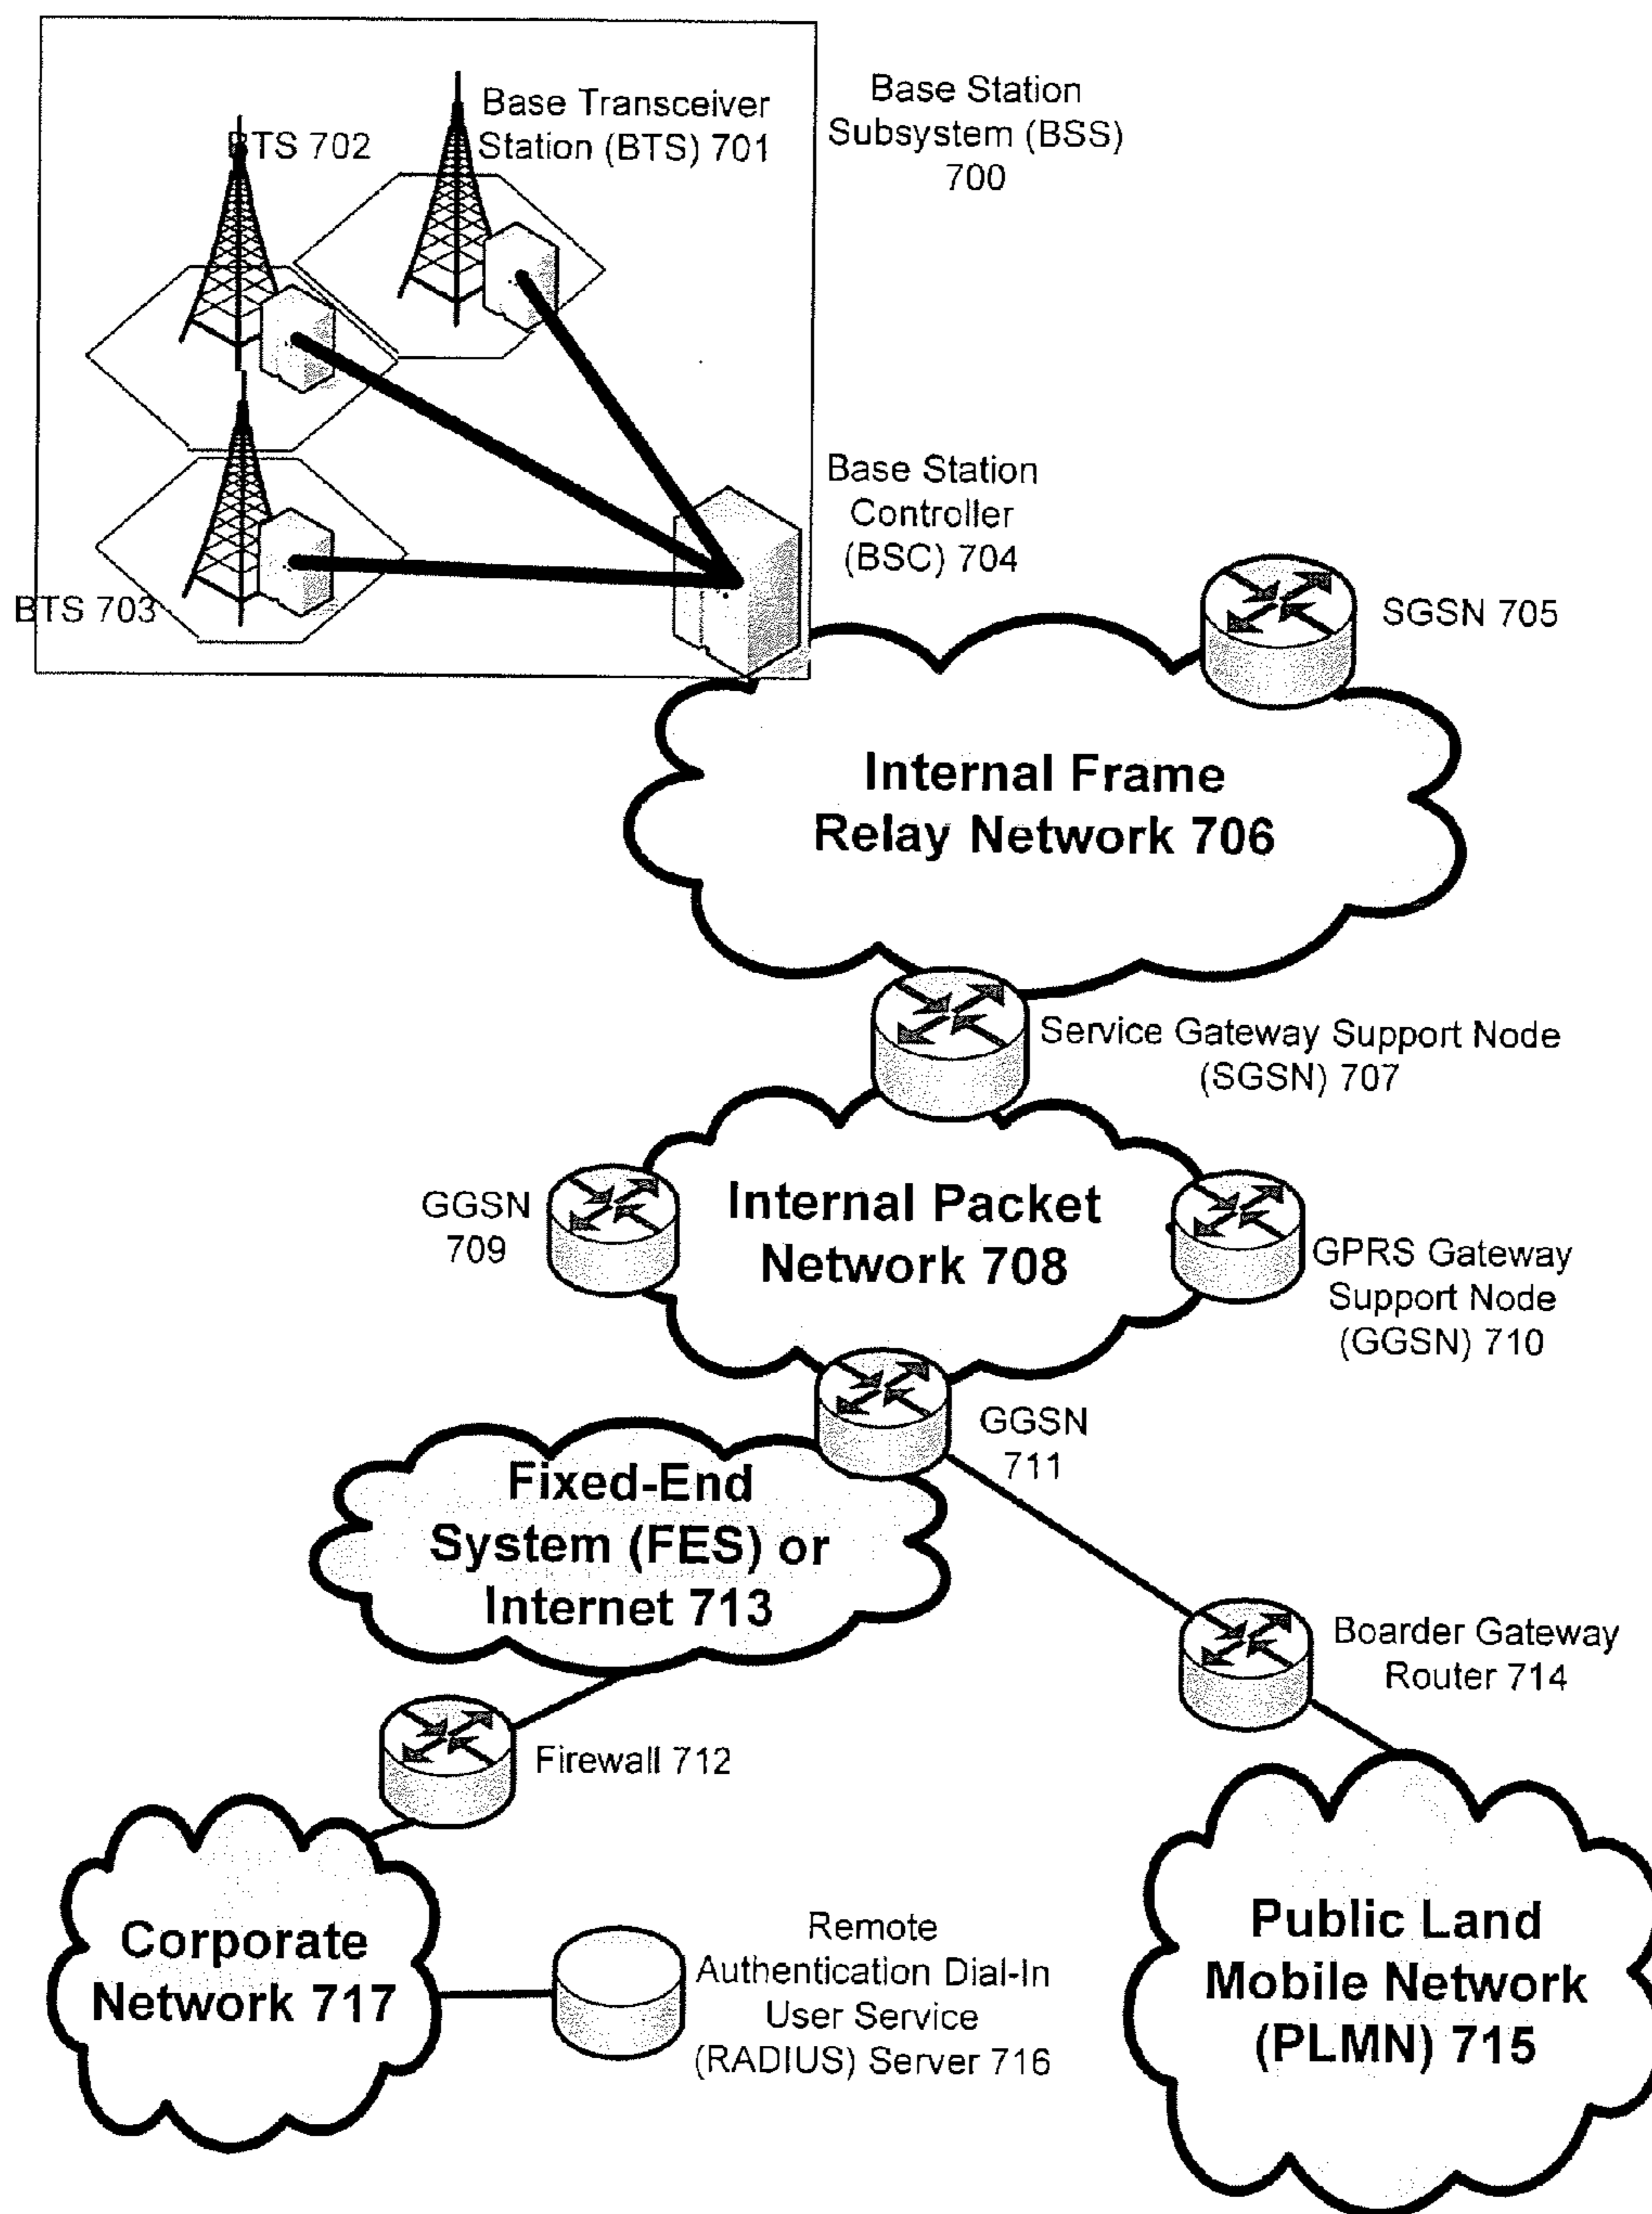 Base Transceiver
Station (BTS) 701
BTS 702
Base Station
Subsystem (BSS)
700
Base Station
Controller
(BSC) 704
BTS 703
SGSN 705
Internal Frame
Relay Network 706
Service Gateway Support Node
(SGSN) 707
GGSN
709
Internal Packet
Network 708
GPRS Gateway
Support Node
(GGSN) 710
GGSN
711
Fixed-End
System (FES) or
Internet 713
Boarder Gateway
Router 714
Firewall 712
Corporate
Network 717
Remote
Authentication Dial-In
User Service
(RADIUS) Server 716
Public Land
Mobile Network
(PLMN) 715